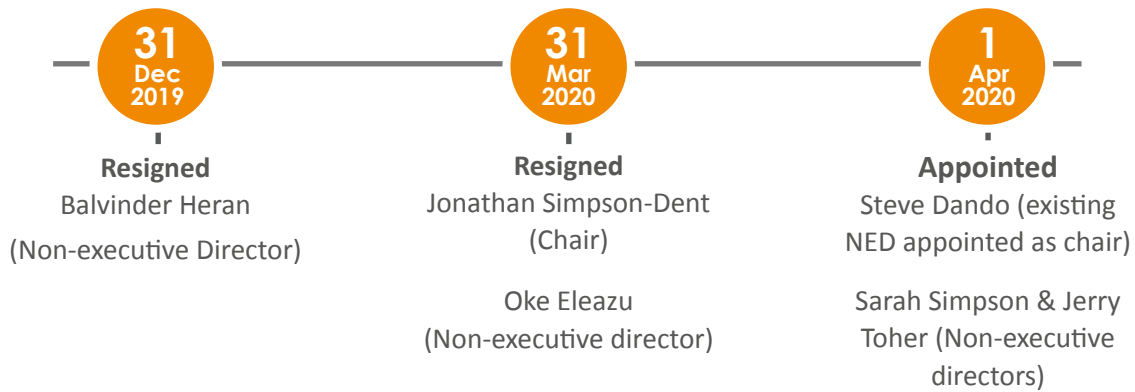 31
Dec
2019
Resigned
Balvinder Heran
(Non-executive Director)
31
Mar
2020
Resigned
Jonathan Simpson-Dent
(Chair)
Oke Eleazu
(Non-executive director)
1
Apr
2020
Appointed
Steve Dando (existing
NED appointed as chair)
Sarah Simpson & Jerry
Toher (Non-executive
directors)